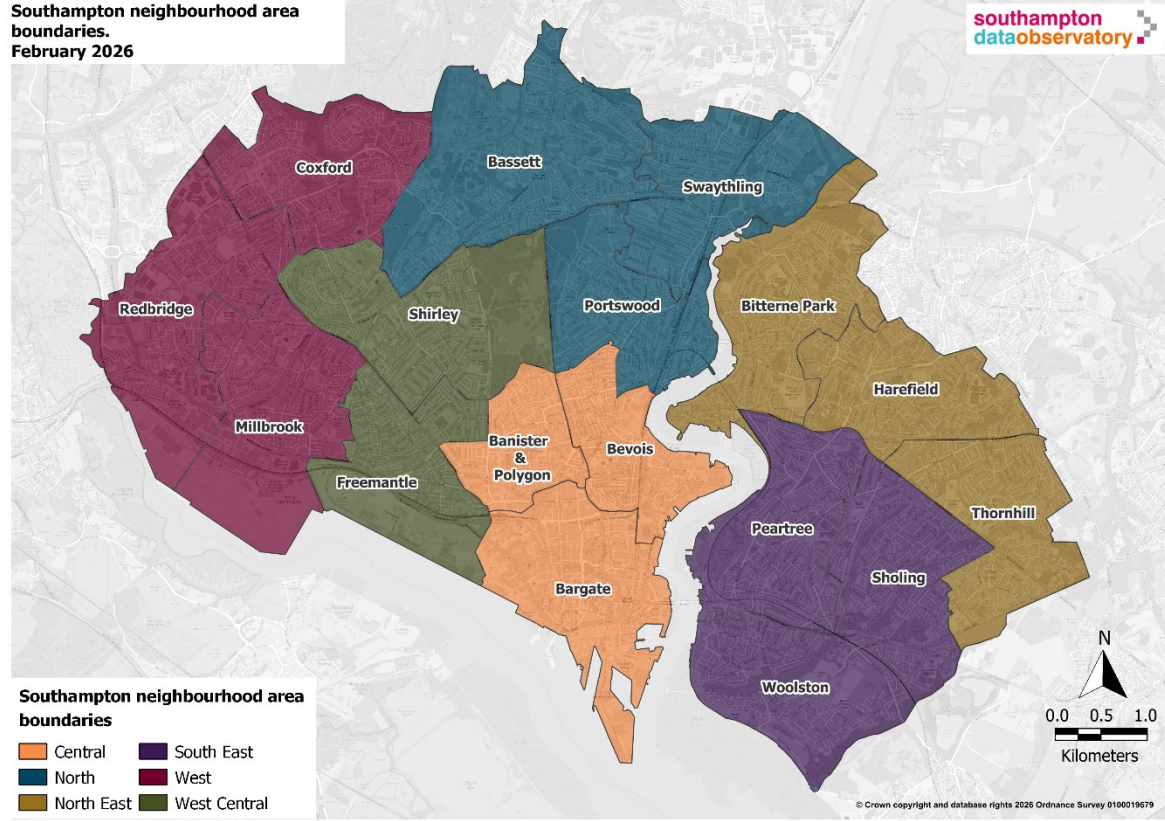 Southampton neighbourhood area
boundaries.
February 2026
southampton
dataobservatory
Coxford
Bassett
Swaythling
Redbridge
Shirley
Portswood
Bitterne Park
Harefield
Millbrook
Banister
&
Polygon
Bevois
Freemantle
Thornhill
Peartree
Sholing
Bargate
Woolston
N
0.0 0.5 1.0
Kilometers
Southampton neighbourhood area
boundaries
Central
South East
North
West
North East
West Central
© Crown copyright and database rights 2026 Ordnance Survey 0100019679